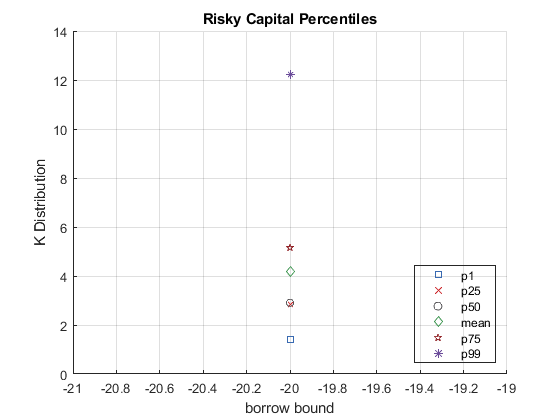 Risky Capital Percentiles
14
12
10
8
6
4
2
0
K Distribution
p1
p25
p50
mean
p75
p99
-21 -20.8 -20.6 -20.4 -20.2 -20 -19.8 -19.6 -19.4 -19.2 -19
borrow bound